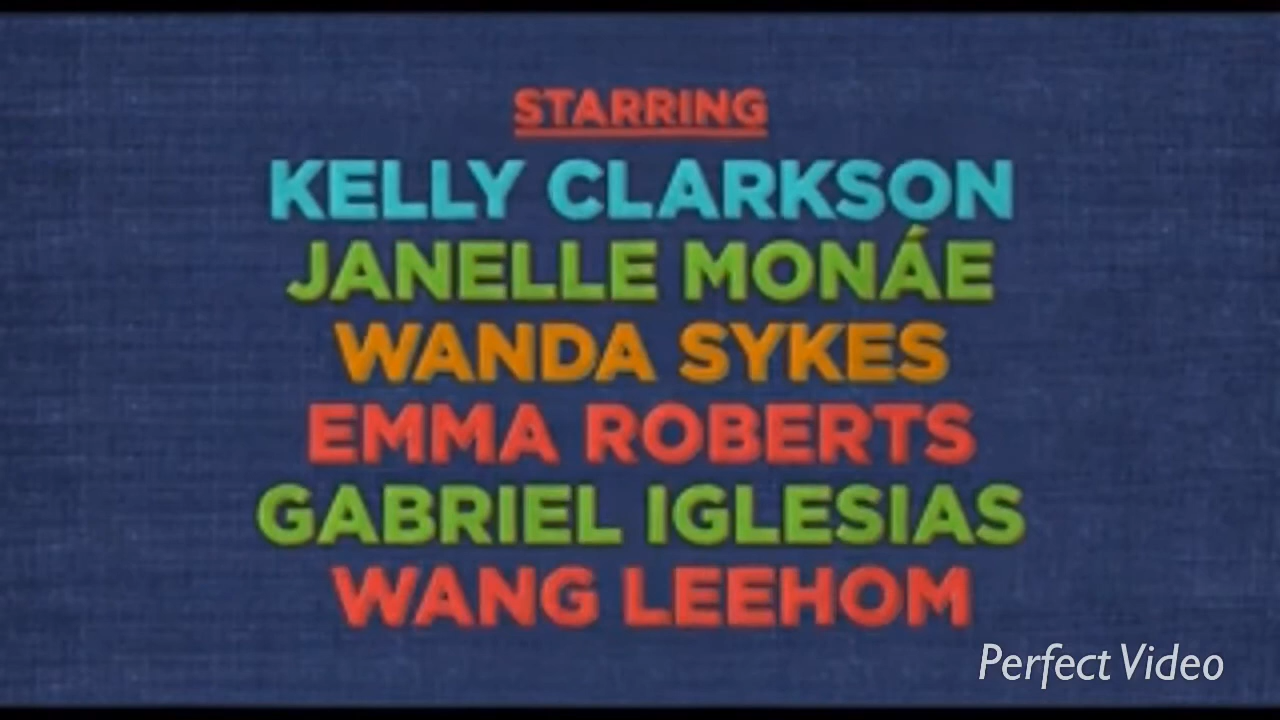 STARRING
KELLY CLARKSON
JANELLE MONÁE
WANDA SYKES
EMMA ROBERTS
GABRIEL IGLESIAS
WANG LEEHOM
Perfect Video